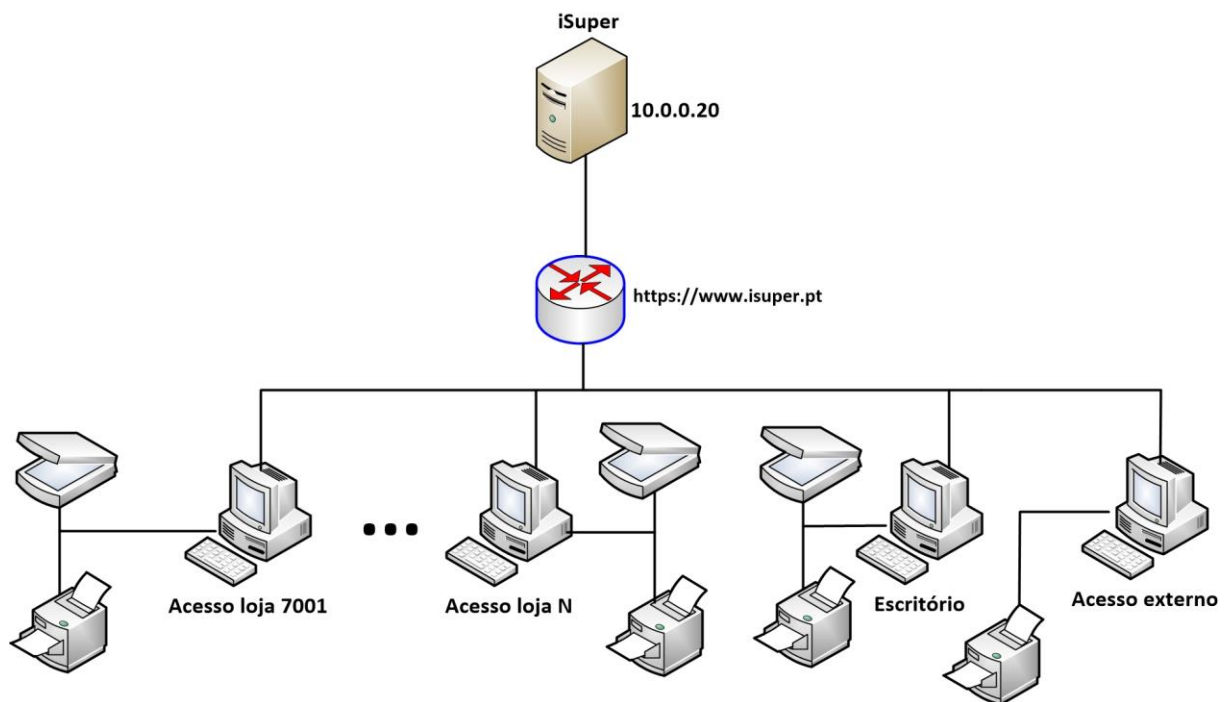 iSuper
10.0.0.20
https://www.isuper.pt
Acesso loja 7001
Acesso loja N
Escritório
Acesso externo